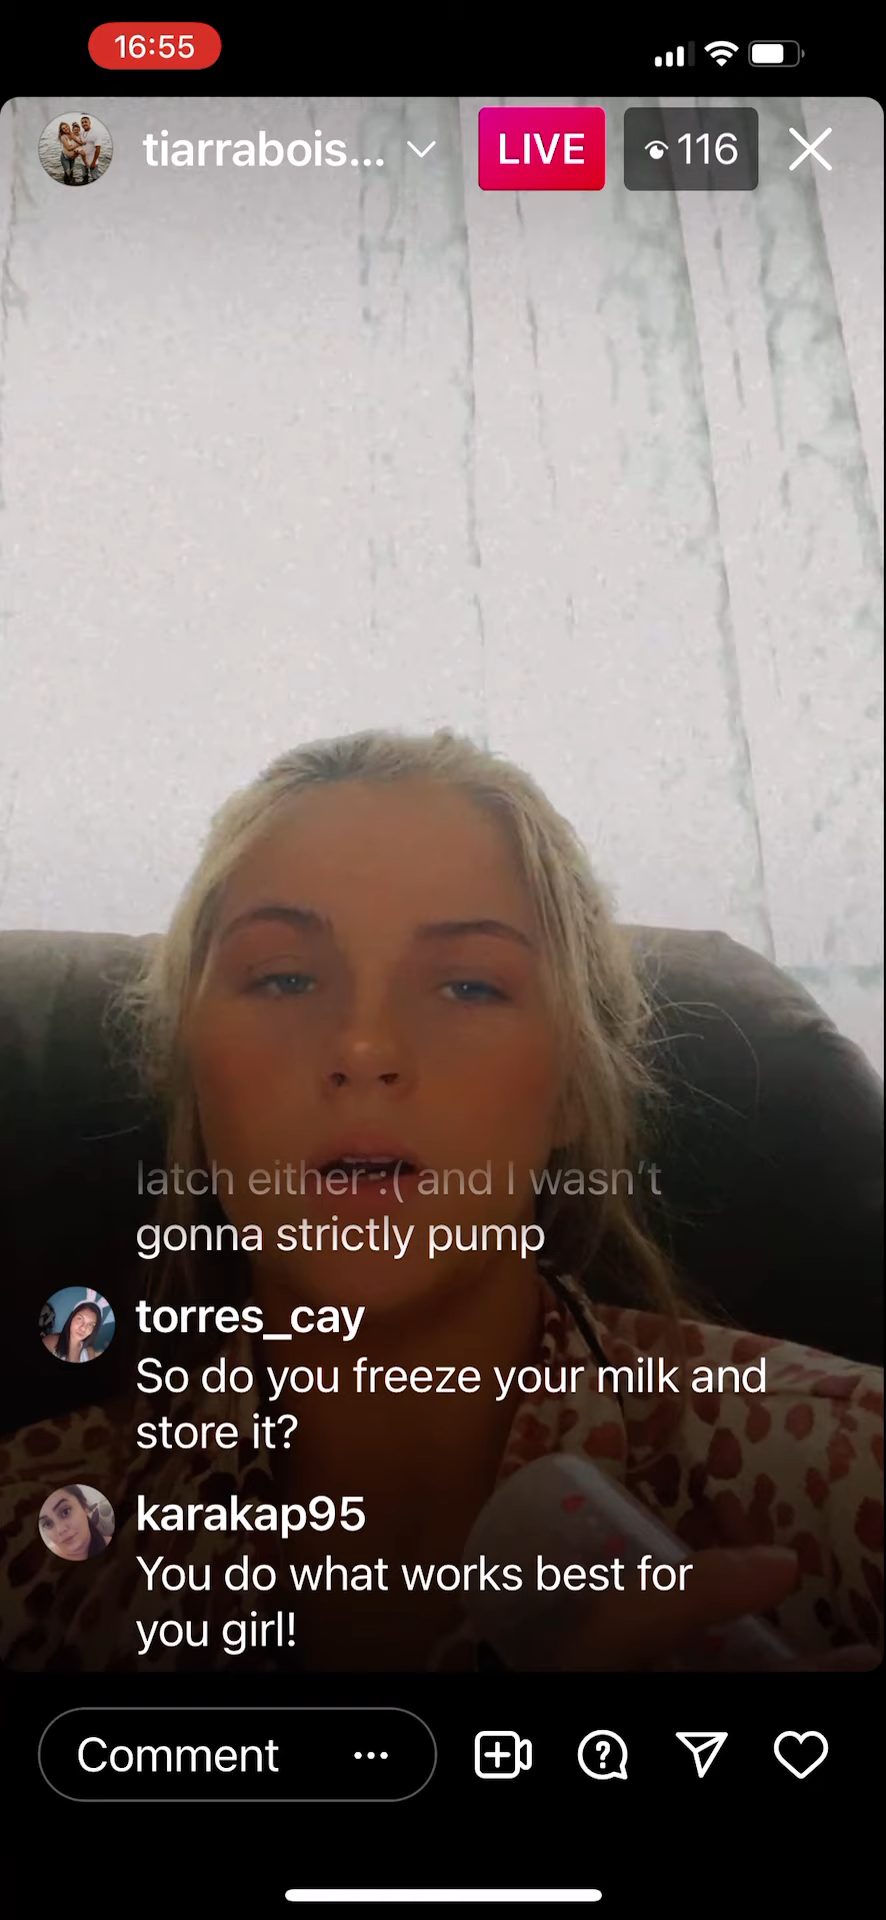 16:55
tiarrabois...
LIVE
116
latch either :( and I wasn't
gonna strictly pump
torres_cay
So do you freeze your milk and
store it?
karakap95
You do what works best for
you girl!
Comment